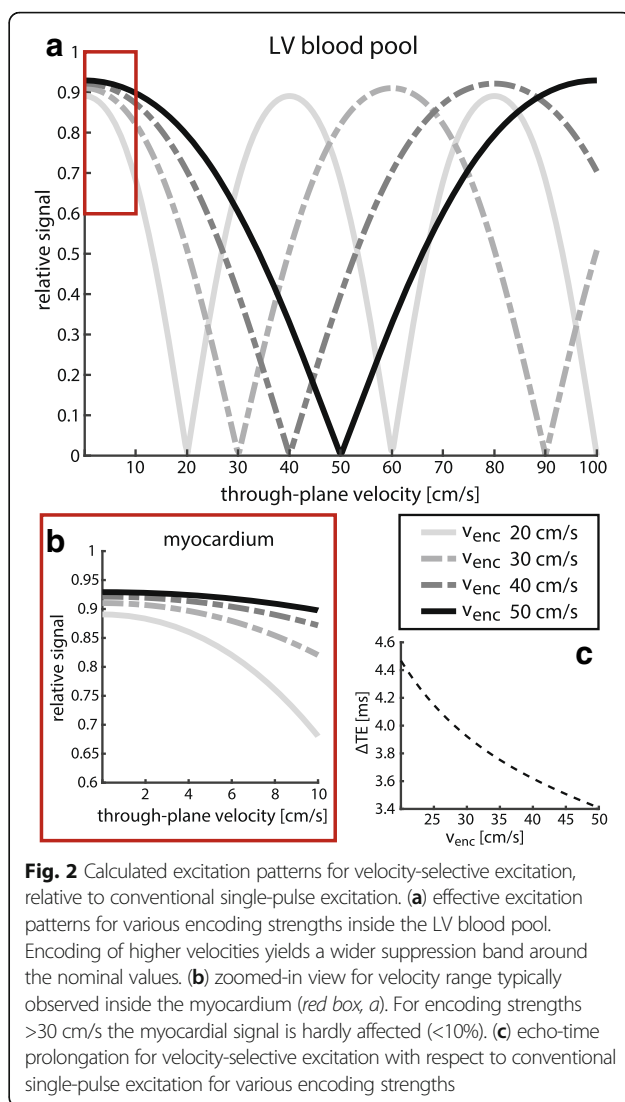 a
LV blood pool
1
0.9
0.8
0.7
0.6
0.5
0.4
0.3
0.2
0.1
0
relative signal
10 20 30 40 50 60 70 80 90 100
through-plane velocity [cm/s]
b
myocardium
1
0.95
0.9
0.85
0.8
0.75
0.7
0.65
0.6
relative signal
2 4 6 8 10
through-plane velocity [cm/s]
venc 20 cm/s
venc 30 cm/s
venc 40 cm/s
venc 50 cm/s
c
4.6
4.4
4.2
4.0
3.8
3.6
3.4
ΔTE [ms]
25 30 35 40 45 50
venc [cm/s]
Fig. 2 Calculated excitation patterns for velocity-selective excitation,
relative to conventional single-pulse excitation. (a) effective excitation
patterns for various encoding strengths inside the LV blood pool.
Encoding of higher velocities yields a wider suppression band around
the nominal values. (b) zoomed-in view for velocity range typically
observed inside the myocardium (red box, a). For encoding strengths
>30 cm/s the myocardial signal is hardly affected (<10%). (c) echo-time
prolongation for velocity-selective excitation with respect to conventional
single-pulse excitation for various encoding strengths